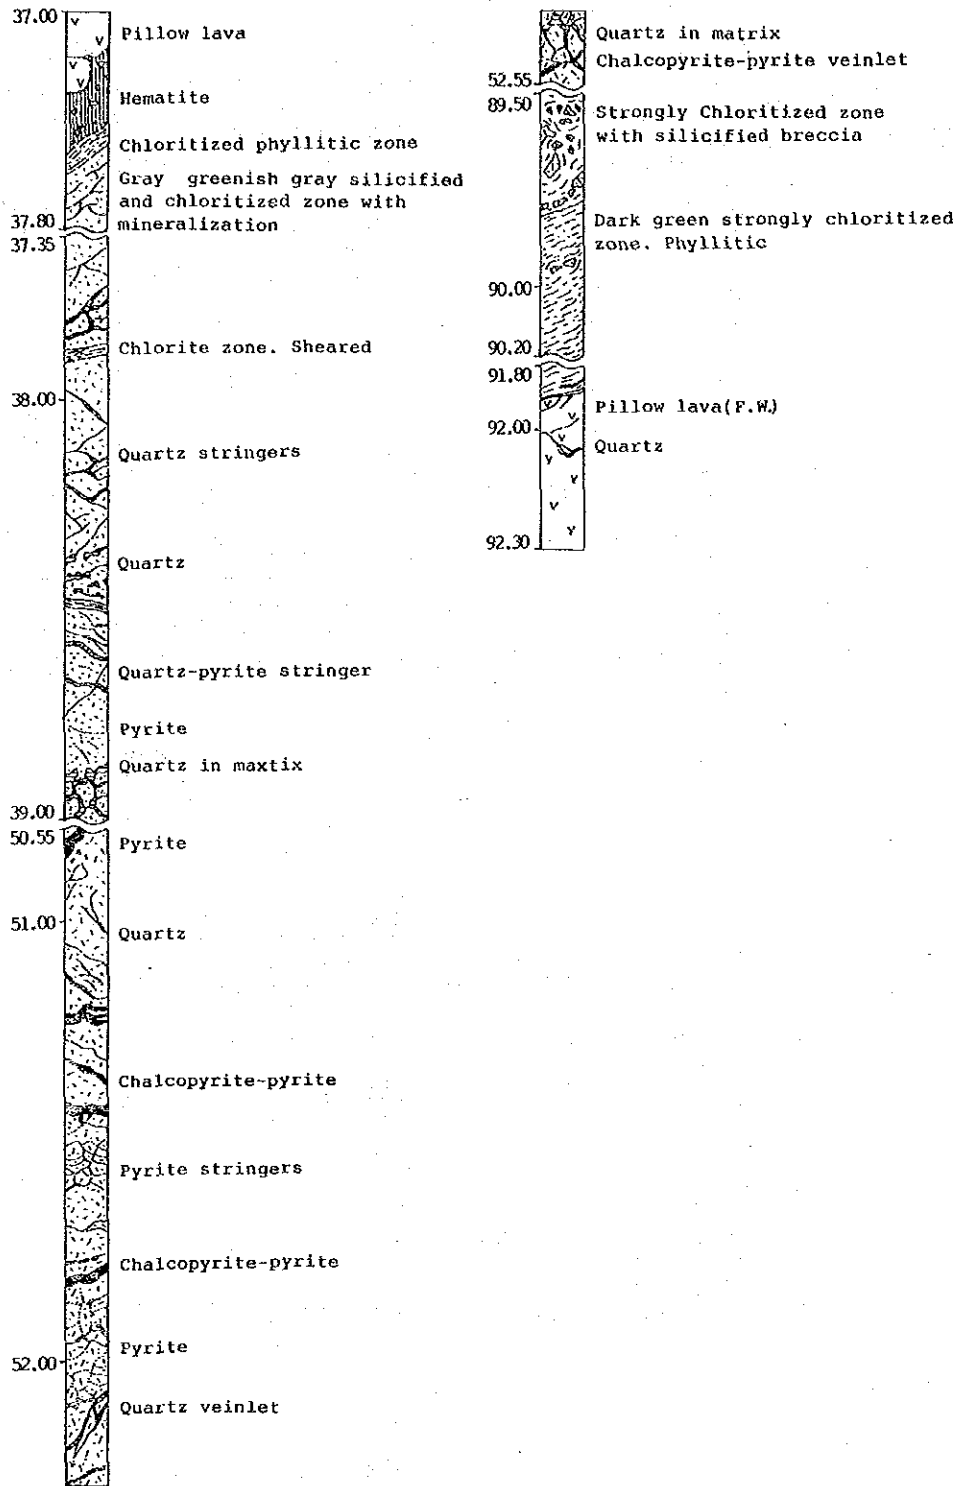 37.00
Pillow lava
Hematite
Chloritized phyllitic zone
Gray greenish gray silicified
and chloritized zone with
37.80
mineralization
37.35
Chlorite zone. Sheared
38.00
Quartz stringers
Quartz
Quartz-pyrite stringer
Pyrite
Quartz in maxtix
39.00
50.55
Pyrite
51.00
Quartz
Chalcopyrite-pyrite
Pyrite stringers
Chalcopyrite-pyrite
Pyrite
52.00
Quartz veinlet
Quartz in matrix
Chalcopyrite-pyrite veinlet
52.55
89.50
Strongly Chloritized zone
with silicified breccia
Dark green strongly chloritized
zone. Phyllitic
90.00
90.20
91.80
Pillow lava(F.W.)
92.00
Quartz
92.30